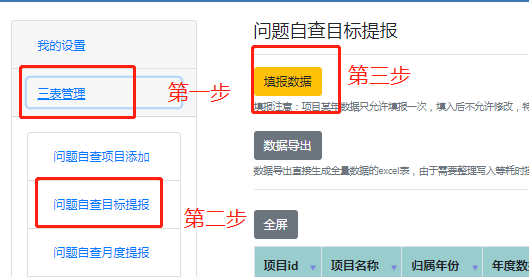 我的设置
三表管理
第一步
问题自查项目添加
问题自查目标提报
第二步
问题自查月度提报
问题自查目标提报
填报数据
第三步
填报注意：项目某年数据只允许填报一次，填入后不允许修改，特
数据导出
数据导出直接生成全量数据的excel表，由于需要整理写入等耗时
全屏
项目id 项目名称 归属年份 年度数